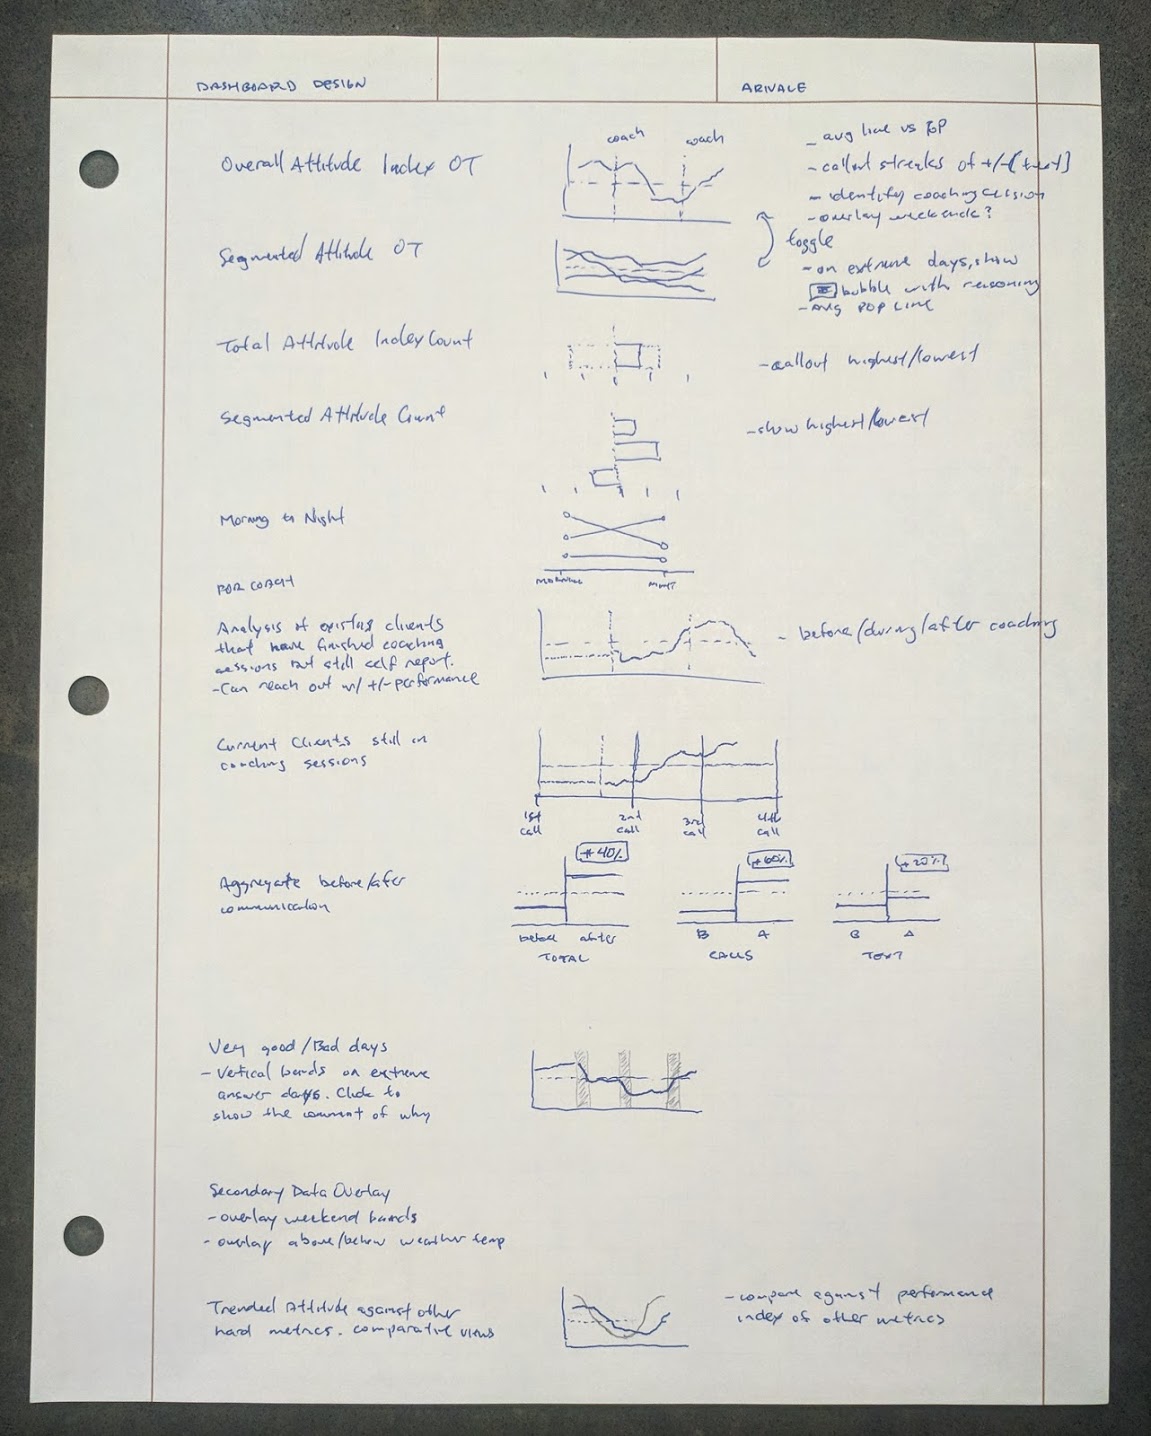 DASHBOARD DESIGN
ARIVALE
Overall Attitude Index OT
coach
coach
- avg line vs POP
- callout streaks of +/- [text]
- identify coaching session
- overlay weekends?
toggle
Segmented Attitude OT
- on extreme days, show
bubble with reasoning
- AVG POP LINE
Total Attitude Index Count
- callout highest/lowest
Segmented Attitude Count
- show highest/lowest
Morning to Night
MORNING
NIGHT
FOR COACH
Analysis of existing clients
that have finished coaching
sessions but still self report.
- Can reach out w/ +/- performance
- before/during/after coaching
Current Clients still in
coaching sessions
1st
call
2nd
call
3rd
call
4th
call
Aggregate before/afer
communication
+40%
before after
TOTAL
+60%
B A
CALLS
+20%
B A
TEXT
Very good/Bad days
- Vertical bands on extreme
answer days. Click to
show the comment of why
Secondary Data Overlay
- overlay weekend bands
- overlay above/below weather temp
Trended Attitude against other
hard metrics. comparative views
- compare against performance
index of other metrics